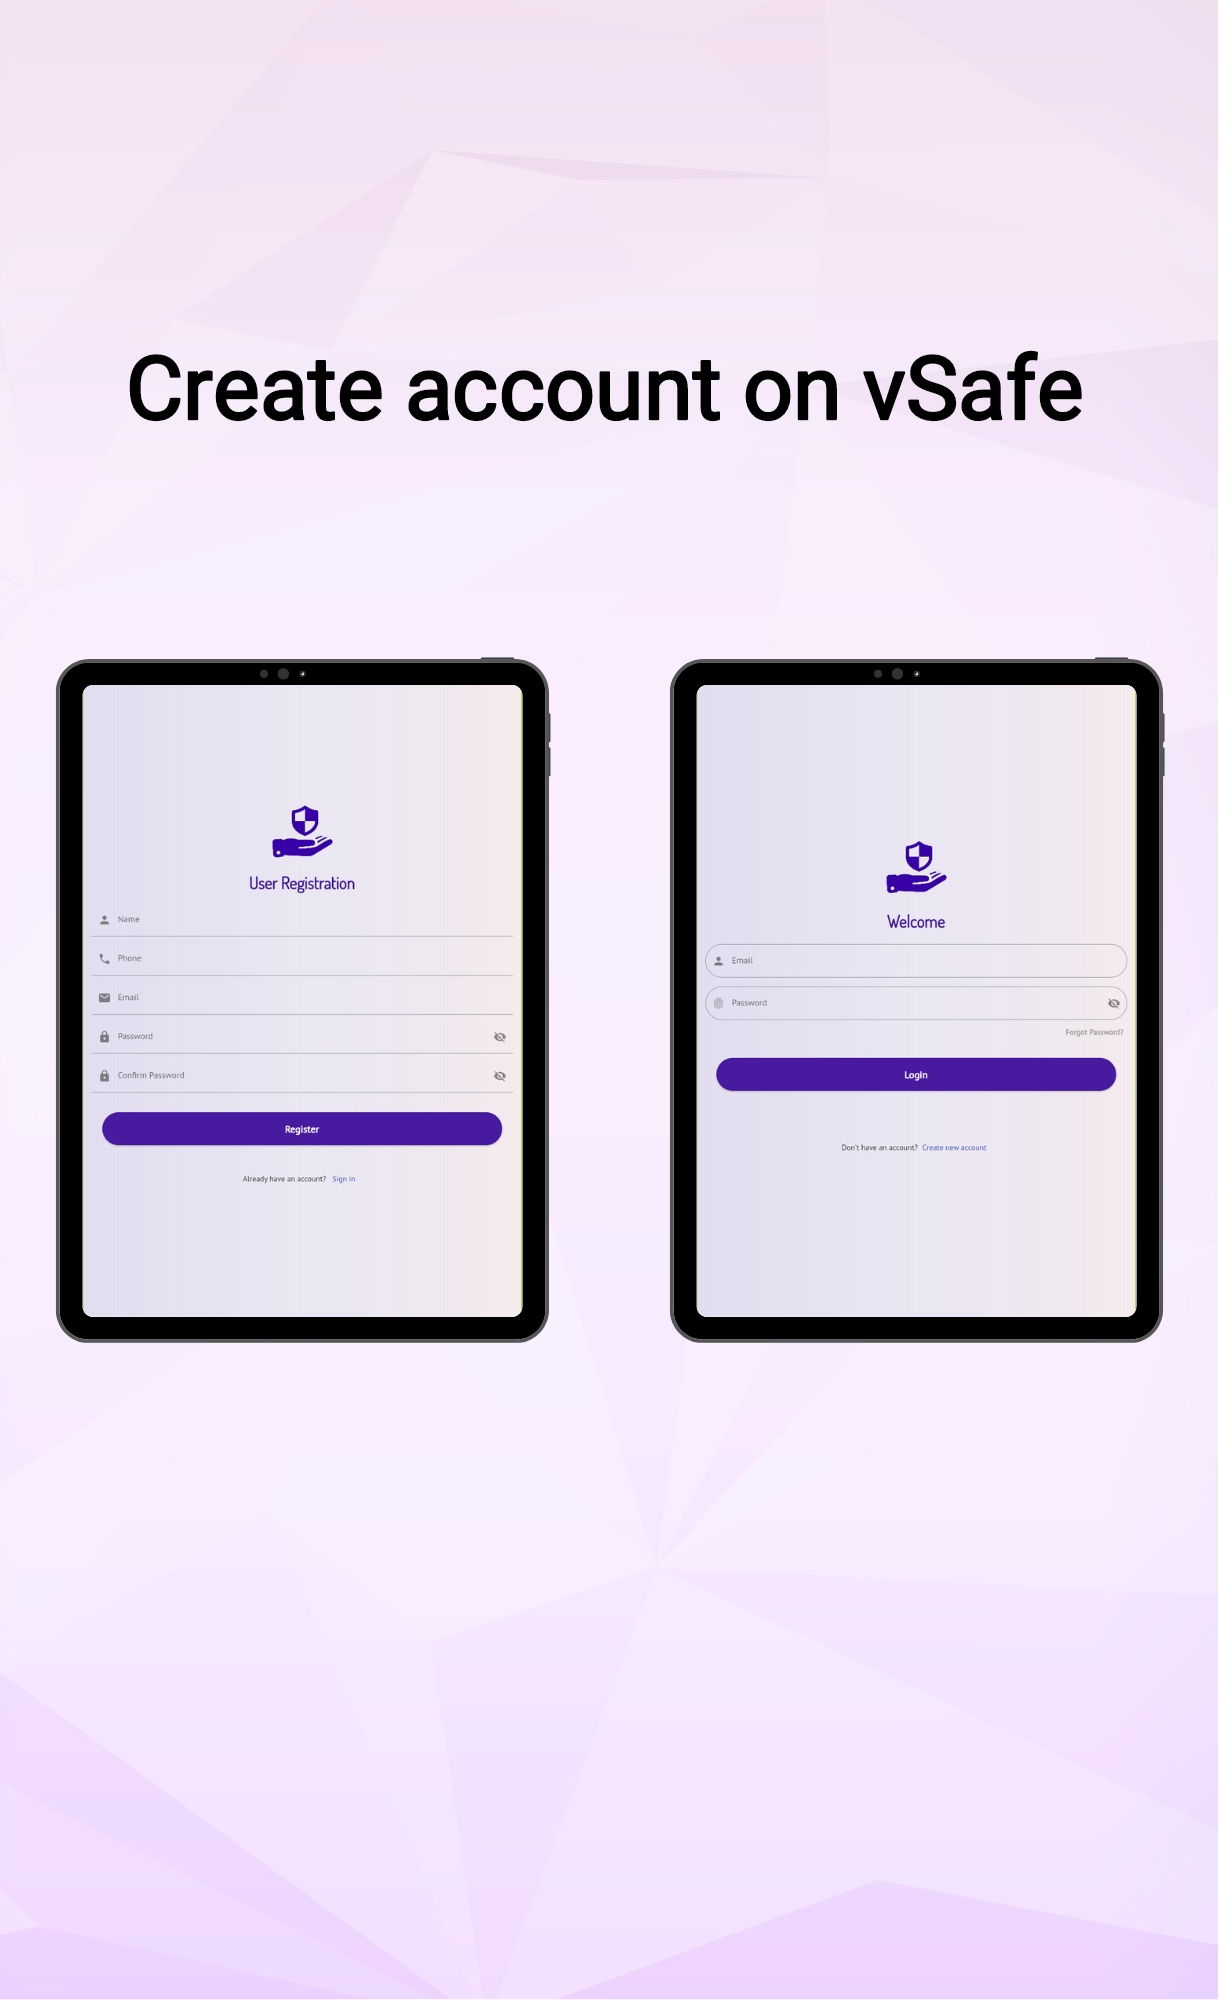 Create account on vSafe
User Registration
Name
Phone
Email
Password
Confirm Password
Register
Already have an account? Sign in
Welcome
Email
Password
Forgot Password?
Login
Don't have an account? Create new account